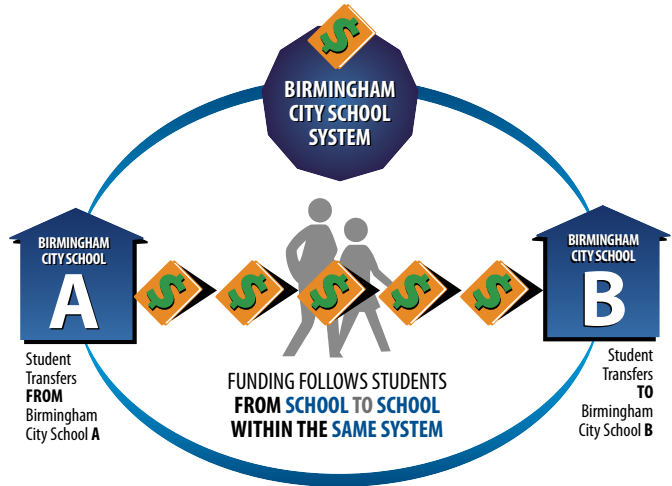 $
BIRMINGHAM
CITY SCHOOL
SYSTEM
BIRMINGHAM
CITY SCHOOL
A
$ $ $ $ $
BIRMINGHAM
CITY SCHOOL
B
Student
Transfers
FROM
Birmingham
City School A
FUNDING FOLLOWS STUDENTS
FROM SCHOOL TO SCHOOL
WITHIN THE SAME SYSTEM
Student
Transfers
TO
Birmingham
City School B